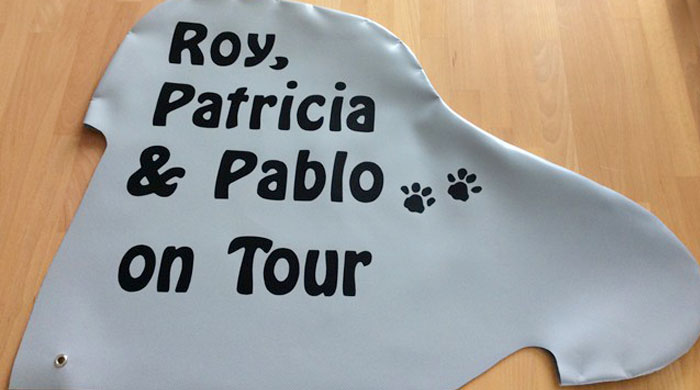 Roy,
Patricia
& Pablo
on Tour